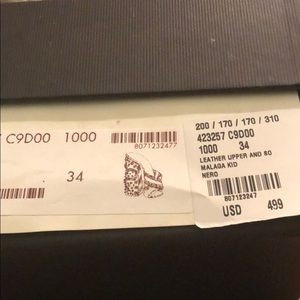 C9D00 1000
8071232477
34
200 / 170 / 170 / 310
423257 C9D00
1000 34
LEATHER UPPER AND SO
MALAGA KID
NERO
807123247
USD 499